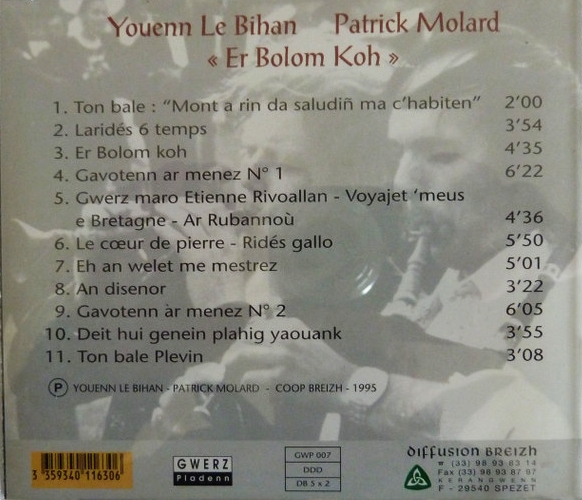 Youenn Le Bihan Patrick Molard
« Er Bolom Koh »
1. Ton bale : “Mont a rin da saludiñ ma c’habiten” 2’00
2. Laridés 6 temps 3’54
3. Er Bolom koh 4’35
4. Gavotenn ar menez N° 1 6’22
5. Gwerz maro Etienne Rivoallan - Voyajet ‘meus
e Bretagne - Ar Rubannoù 4’36
6. Le cœur de pierre - Ridés gallo 5’50
7. Eh an welet me mestrez 5’01
8. An disenor 3’22
9. Gavotenn àr menez N° 2 6’05
10. Deit hui genein plahig yaouank 3’55
11. Ton bale Plevin 3’08
℗ YOUENN LE BIHAN - PATRICK MOLARD - COOP BREIZH - 1995
3 359340 116306
GWERZ
Pladenn
GWP 007
DDD
DB 5 x 2
Diffusion Breizh
☎ (33) 98 93 83 14
Fax (33) 98 93 87 97
KERANGWENN
F - 29540 SPEZET